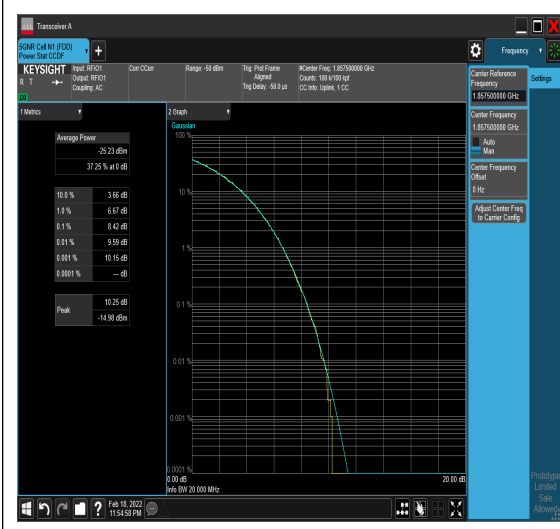 Transceiver A
5GNR Cell N1 (FDD)
Power Stat CCDF
+
Frequency
KEYSIGHT
R T
LXI
Input: RFIO1
Output: RFIO1
Coupling: AC
Corr CCorr
Range: -50 dBm
Trig: Prot Frame
Aligned
Trig Delay: -50.0 µs
#Center Freq: 1.857500000 GHz
Counts: 100 k/100 kpt
CC Info: Uplink, 1 CC
1 Metrics
Average Power
-25.23 dBm
37.25 % at 0 dB
10.0 % 3.66 dB
1.0 % 6.67 dB
0.1 % 8.42 dB
0.01 % 9.59 dB
0.001 % 10.15 dB
0.0001 % --- dB
Peak
10.25 dB
-14.98 dBm
2 Graph
Gaussian
100 %
10 %
1 %
0.1 %
0.01 %
0.001 %
0.0001 %
0.00 dB
20.00 dB
Info BW 20.000 MHz
Carrier Reference
Frequency
1.857500000 GHz
Center Frequency
1.857500000 GHz
Auto
Man
Center Frequency
Offset
0 Hz
Adjust Center Freq
to Carrier Config
Settings
Prototype
Limited
Sale
Allowed
?
Feb 18, 2022
11:54:58 PM